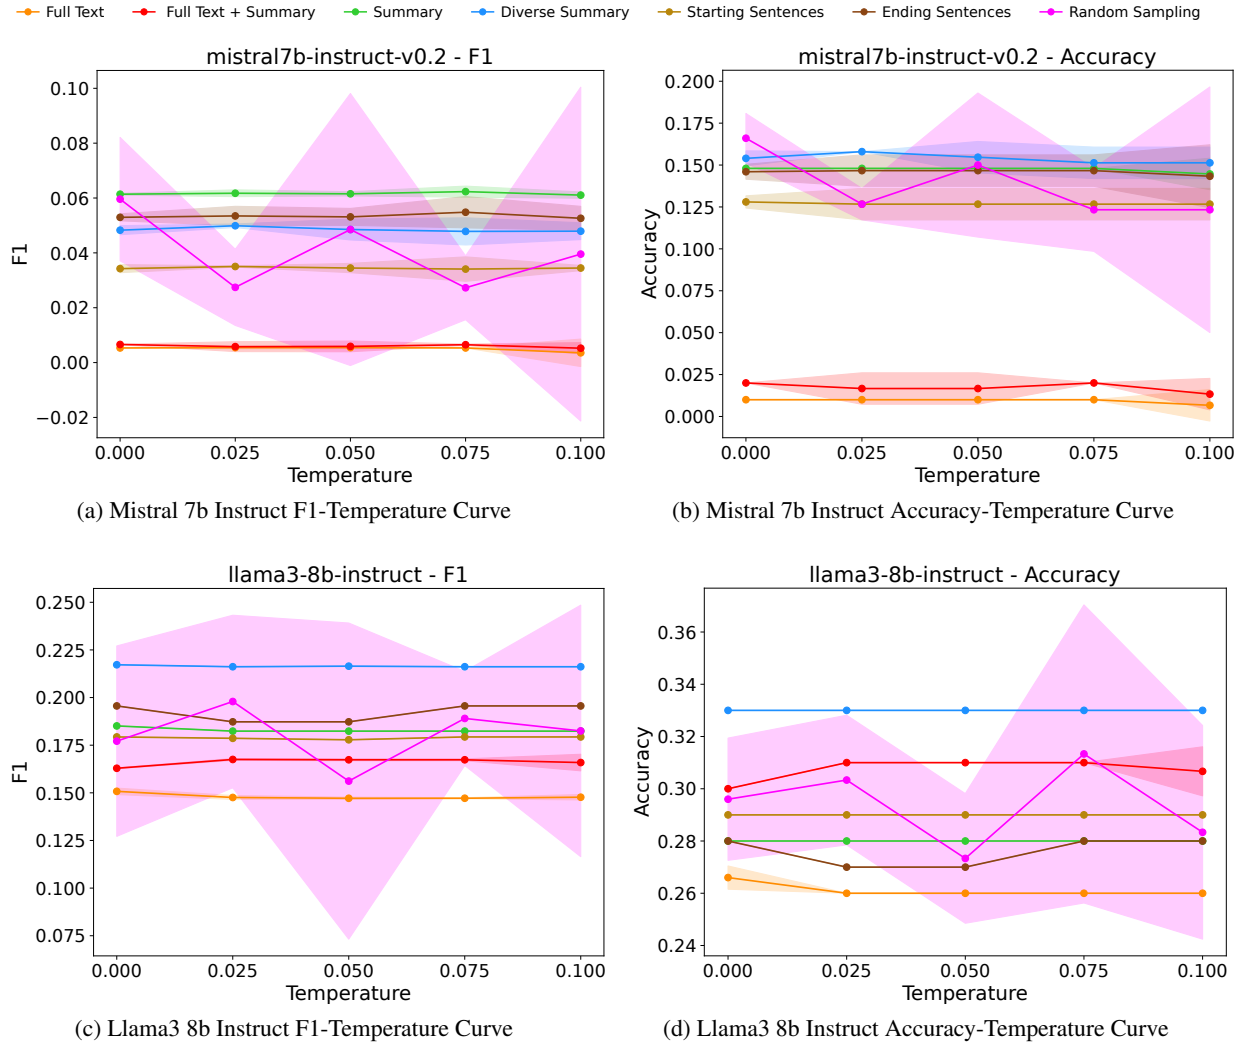 Full Text Full Text + Summary Summary Diverse Summary Starting Sentences Ending Sentences Random Sampling
mistral7b-instruct-v0.2 - F1
0.10
0.08
0.06
0.04
0.02
0.00
−0.02
F1
0.000 0.025 0.050 0.075 0.100
Temperature
(a) Mistral 7b Instruct F1-Temperature Curve
mistral7b-instruct-v0.2 - Accuracy
0.200
0.175
0.150
0.125
0.100
0.075
0.050
0.025
0.000
Accuracy
0.000 0.025 0.050 0.075 0.100
Temperature
(b) Mistral 7b Instruct Accuracy-Temperature Curve
llama3-8b-instruct - F1
0.250
0.225
0.200
0.175
0.150
0.125
0.100
0.075
F1
0.000 0.025 0.050 0.075 0.100
Temperature
(c) Llama3 8b Instruct F1-Temperature Curve
llama3-8b-instruct - Accuracy
0.36
0.34
0.32
0.30
0.28
0.26
0.24
Accuracy
0.000 0.025 0.050 0.075 0.100
Temperature
(d) Llama3 8b Instruct Accuracy-Temperature Curve